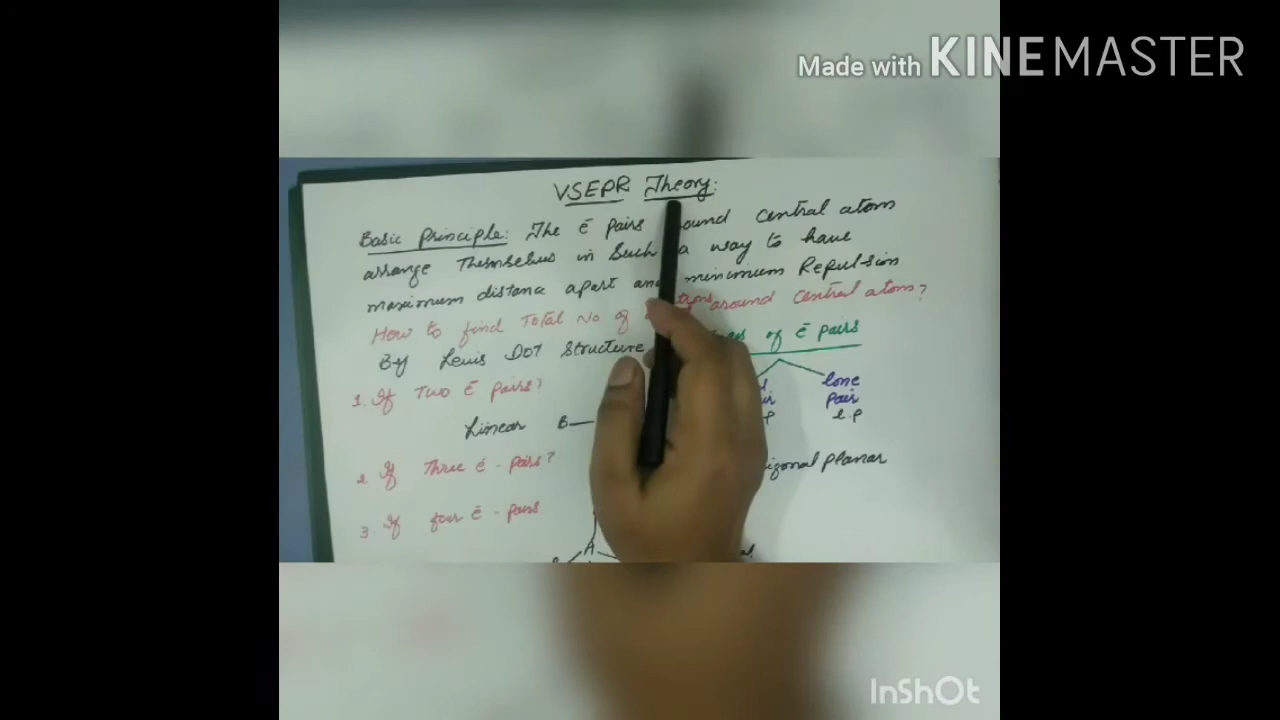 Made with KINEMASTER
VSEPR Theory:
Basic Principle: The ē pairs ound central atom
arrange Themselves in Such a way to have
maximum distance apart and minimum Repulsion
How to find Total No of around central atom?
By Lewis DOT Structure of ē pairs
lone
pair
l.p
1. If Two ē pairs?
Linear B—
2. If Three ē - pairs? igonal planar
3. If four ē - pairs
A
InShOt